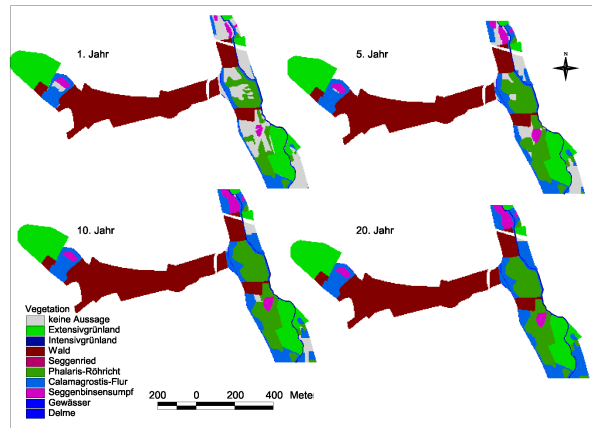 1. Jahr
5. Jahr
N
10. Jahr
20. Jahr
Vegetation
keine Aussage
Extensivgrünland
Intensivgrünland
Wald
Seggenried
Phalaris-Röhricht
Calamagrostis-Flur
Seggenbinsensumpf
Gewässer
Delme
200 0 200 400 Meter